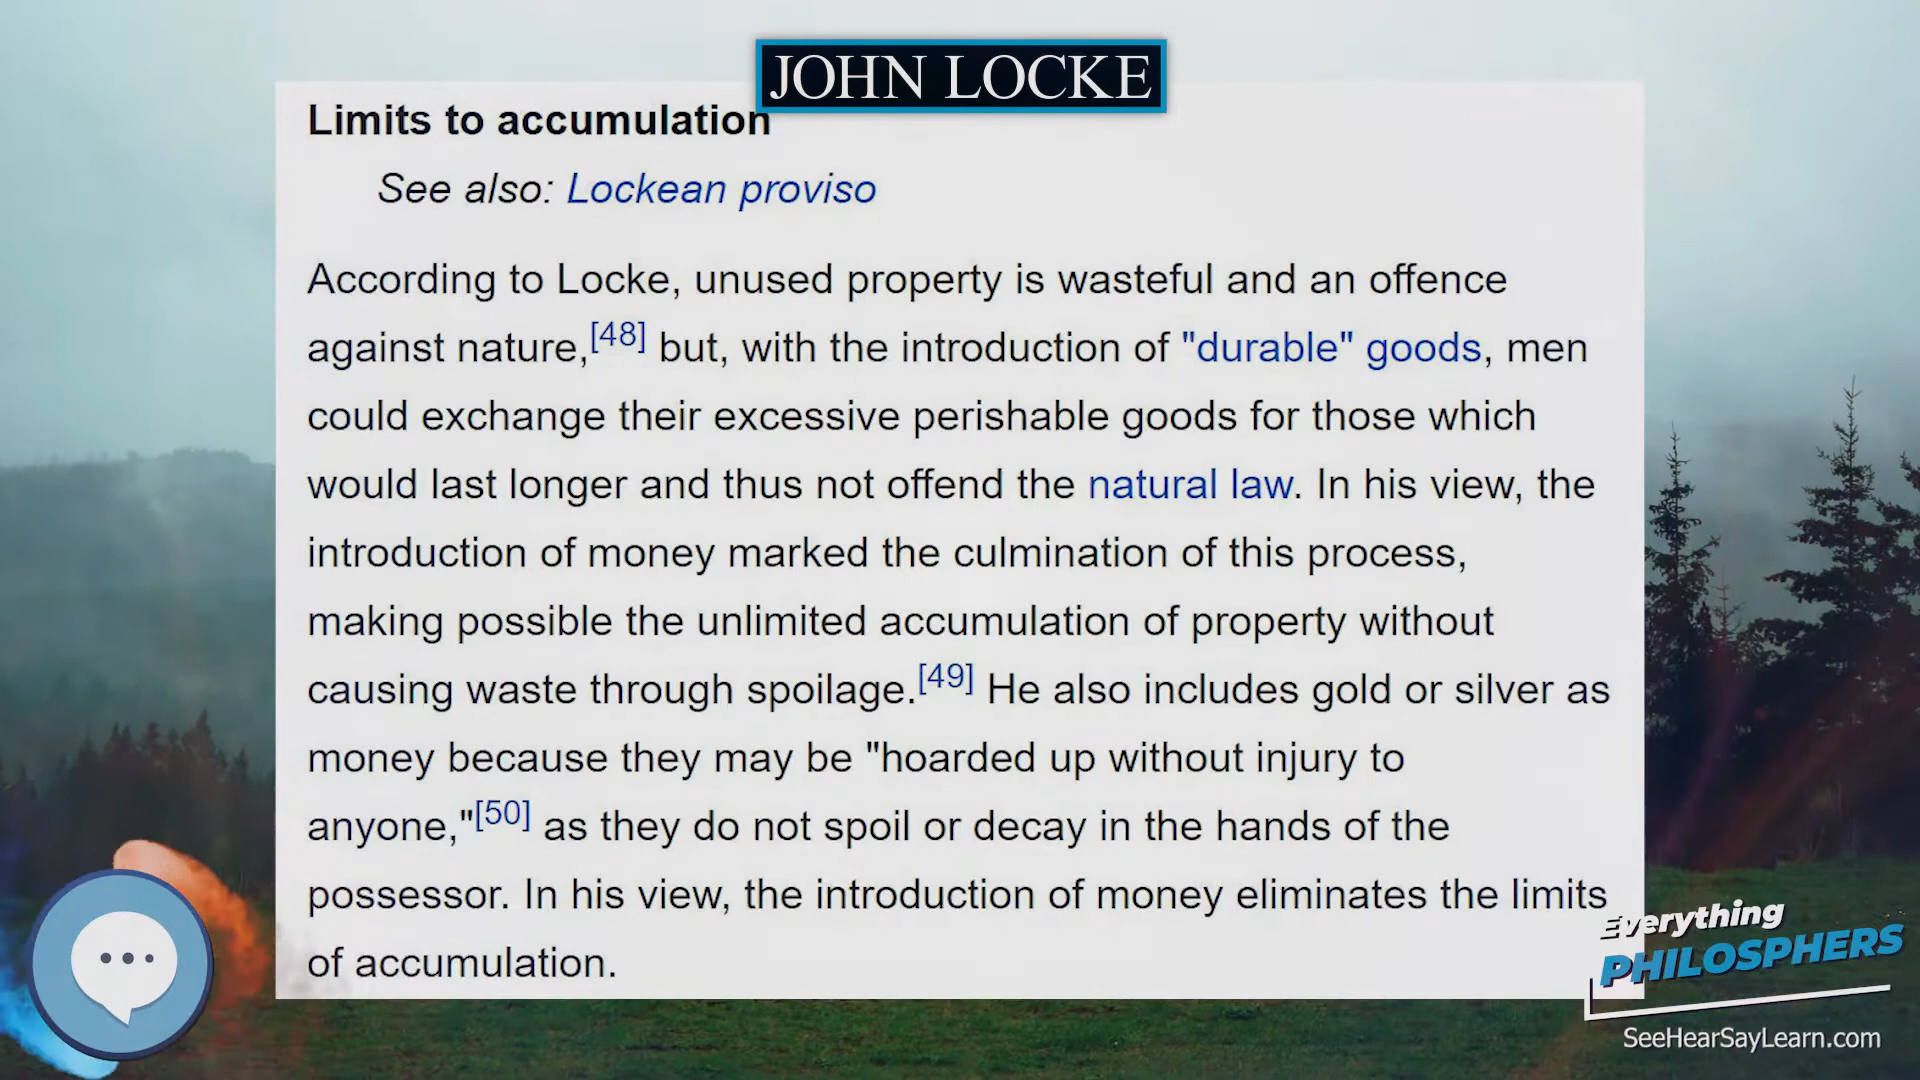 JOHN LOCKE
Limits to accumulation
See also: Lockean proviso
According to Locke, unused property is wasteful and an offence
against nature,[48] but, with the introduction of "durable" goods, men
could exchange their excessive perishable goods for those which
would last longer and thus not offend the natural law. In his view, the
introduction of money marked the culmination of this process,
making possible the unlimited accumulation of property without
causing waste through spoilage.[49] He also includes gold or silver as
money because they may be "hoarded up without injury to
anyone,"[50] as they do not spoil or decay in the hands of the
possessor. In his view, the introduction of money eliminates the limits
of accumulation.
Everything
PHILOSPHERS
SeeHearSayLearn.com